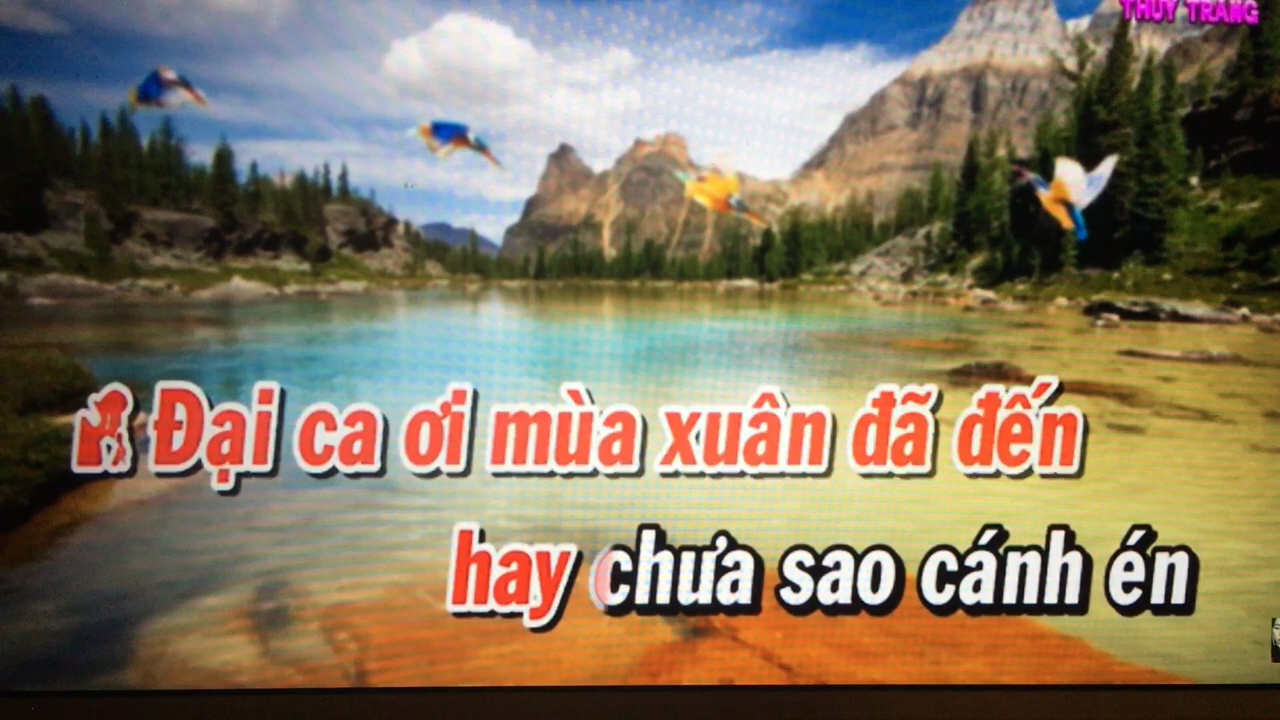 THUY TRANG
Đại ca ơi mùa xuân đã đến
hay chưa sao cánh én